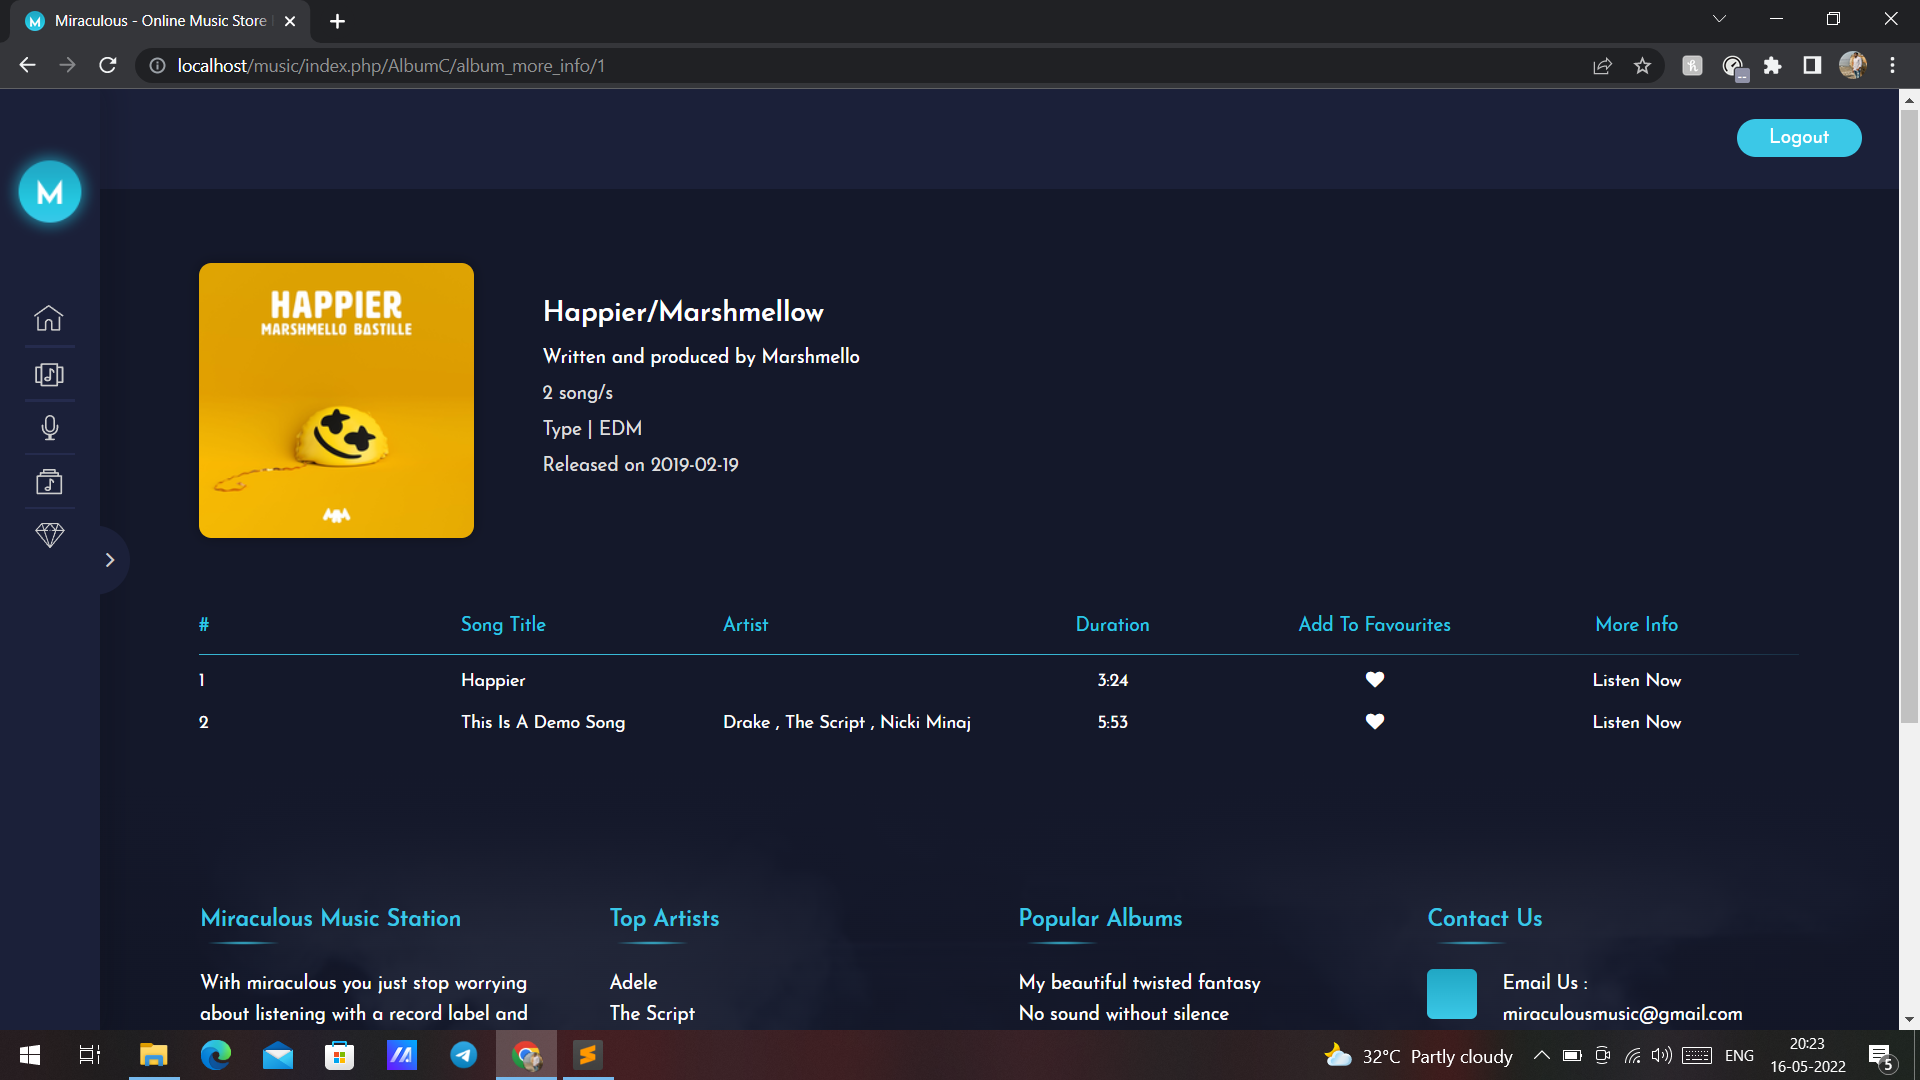 Miraculous - Online Music Store
localhost/music/index.php/AlbumC/album_more_info/1
Logout
M
HAPPIER
MARSHMELLO BASTILLE
Happier/Marshmellow
Written and produced by Marshmello
2 song/s
Type | EDM
Released on 2019-02-19
# Song Title Artist Duration Add To Favourites More Info
1 Happier 3:24 Listen Now
2 This Is A Demo Song Drake , The Script , Nicki Minaj 5:53 Listen Now
Miraculous Music Station
With miraculous you just stop worrying
about listening with a record label and
Top Artists
Adele
The Script
Popular Albums
My beautiful twisted fantasy
No sound without silence
Contact Us
Email Us :
miraculousmusic@gmail.com
32°C Partly cloudy
ENG
20:23
16-05-2022
5